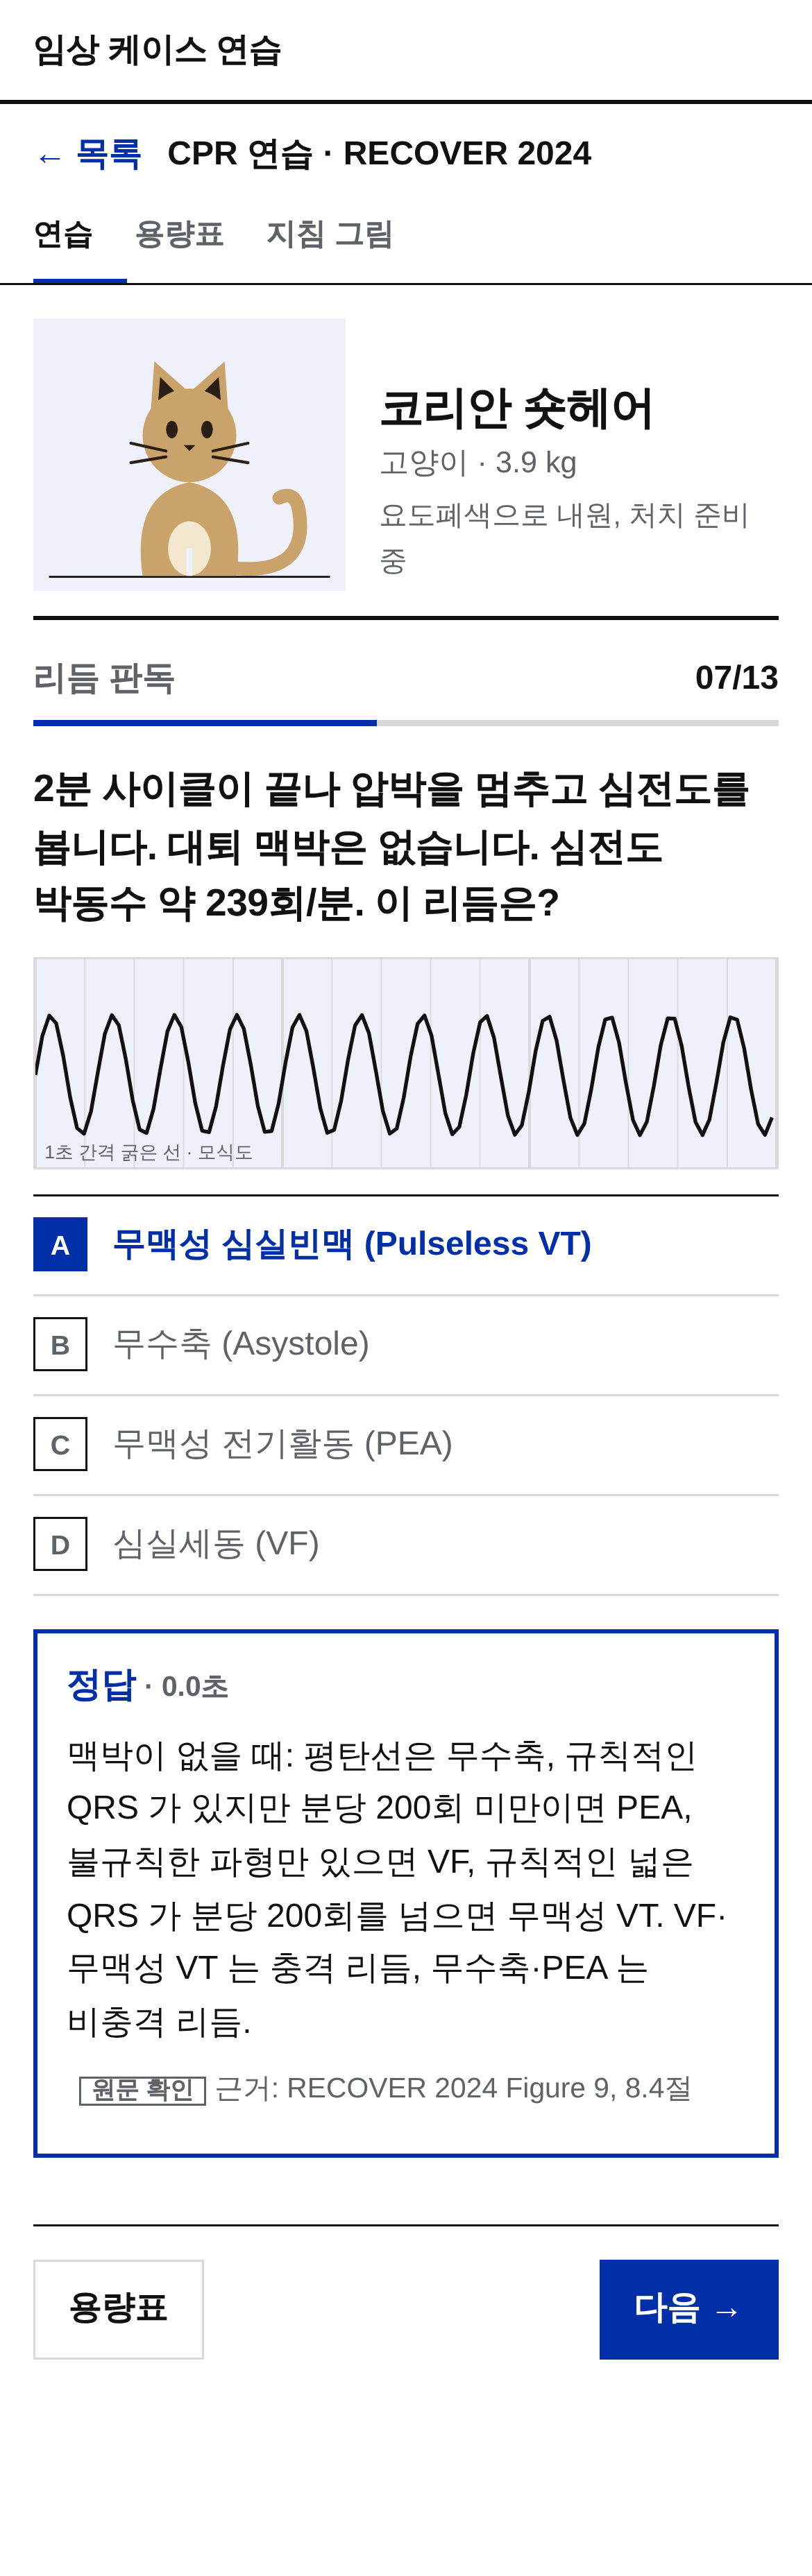 임상 케이스 연습
← 목록 CPR 연습 · RECOVER 2024
연습 용량표 지침 그림
코리안 숏헤어
고양이 · 3.9 kg
요도폐색으로 내원, 처치 준비
중
리듬 판독 07/13
2분 사이클이 끝나 압박을 멈추고 심전도를
봅니다. 대퇴 맥박은 없습니다. 심전도
박동수 약 239회/분. 이 리듬은?
1초 간격 굵은 선 · 모식도
A 무맥성 심실빈맥 (Pulseless VT)
B 무수축 (Asystole)
C 무맥성 전기활동 (PEA)
D 심실세동 (VF)
정답 · 0.0초
맥박이 없을 때: 평탄선은 무수축, 규칙적인
QRS 가 있지만 분당 200회 미만이면 PEA,
불규칙한 파형만 있으면 VF, 규칙적인 넓은
QRS 가 분당 200회를 넘으면 무맥성 VT. VF·
무맥성 VT 는 충격 리듬, 무수축·PEA 는
비충격 리듬.
원문 확인 근거: RECOVER 2024 Figure 9, 8.4절
용량표 다음 →